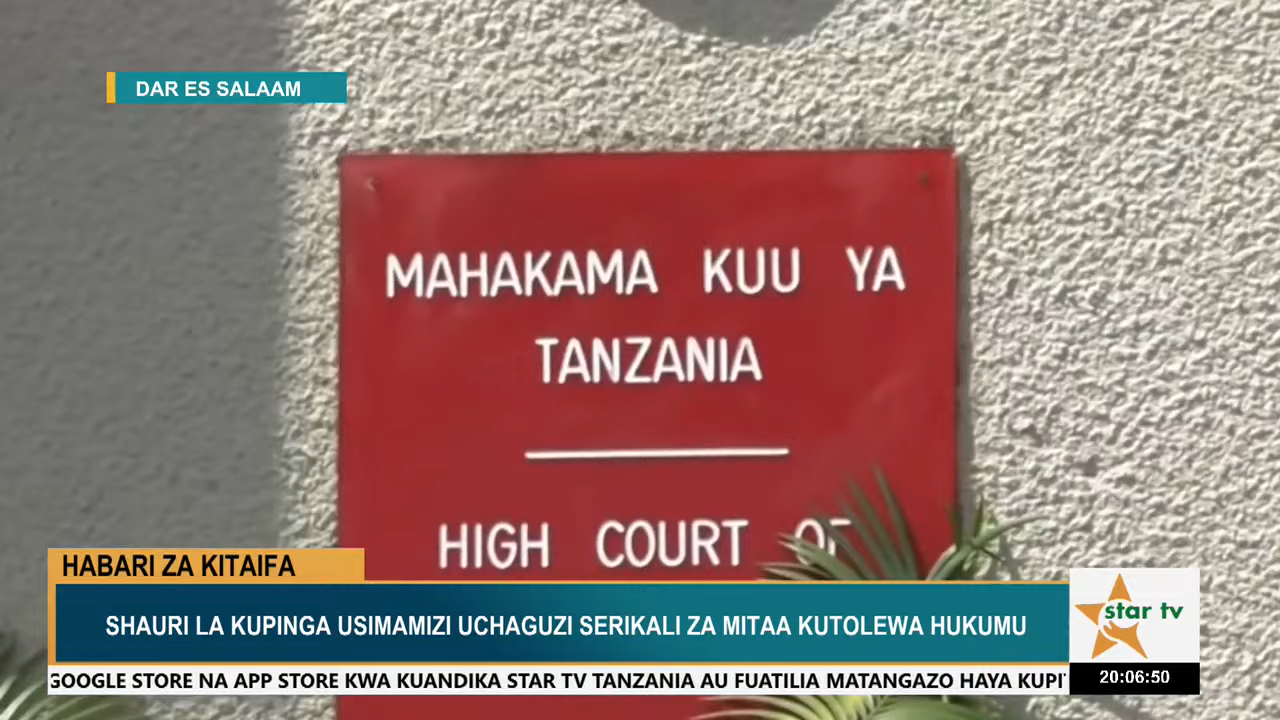 DAR ES SALAAM
MAHAKAMA KUU YA
TANZANIA
HIGH COURT OF
HABARI ZA KITAIFA
SHAURI LA KUPINGA USIMAMIZI UCHAGUZI SERIKALI ZA MITAA KUTOLEWA HUKUMU
star tv
GOOGLE STORE NA APP STORE KWA KUANDIKA STAR TV TANZANIA AU FUATILIA MATANGAZO HAYA
20:06:50